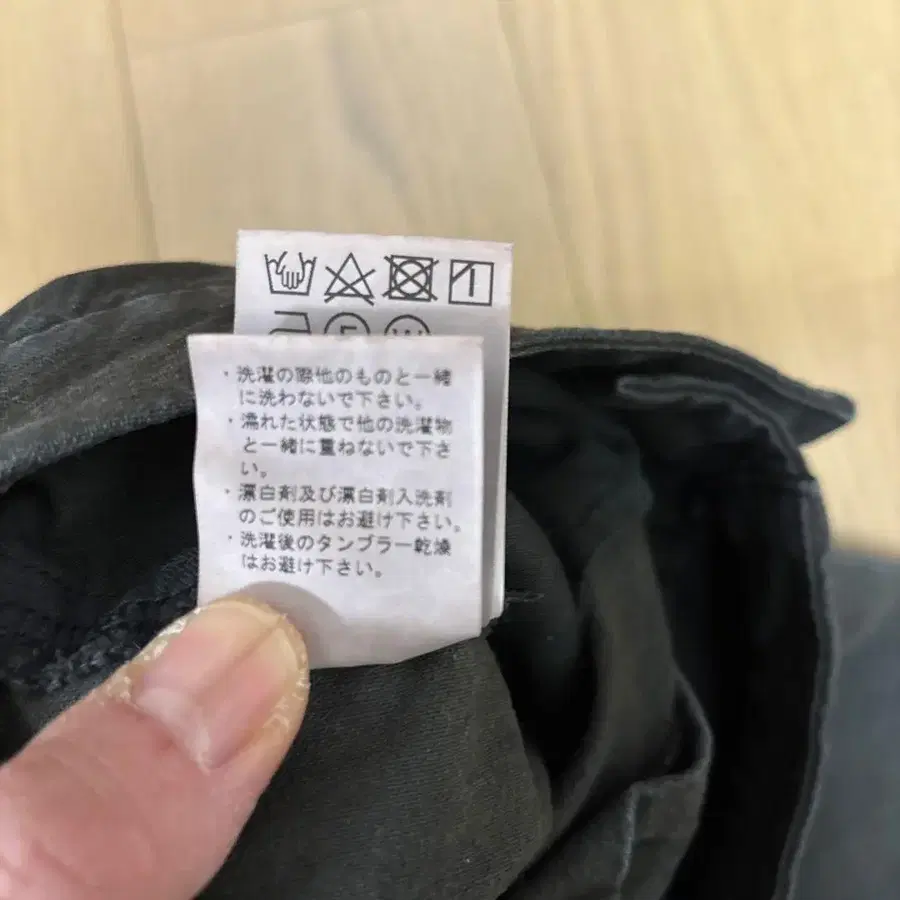 ・洗濯の際他のものと一緒
に洗わないで下さい。
・濡れた状態で他の洗濯物
と一緒に重ねないで下さ
い。
・漂白剤及び漂白剤入洗剤
のご使用はお避け下さい。
・洗濯後のタンブラー乾燥
はお避け下さい。